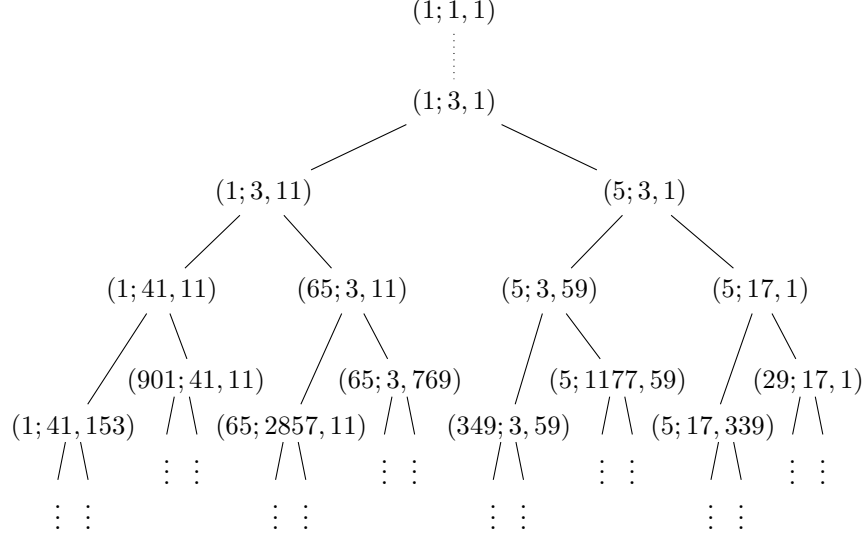 (1; 1, 1)
(1; 3, 1)
(1; 3, 11) (5; 3, 1)
(1; 41, 11) (65; 3, 11) (5; 3, 59) (5; 17, 1)
(901; 41, 11) (65; 3, 769) (5; 1177, 59) (29; 17, 1)
(1; 41, 153) (65; 2857, 11) (349; 3, 59) (5; 17, 339)
⋮ ⋮ ⋮ ⋮ ⋮ ⋮ ⋮ ⋮
⋮ ⋮ ⋮ ⋮ ⋮ ⋮ ⋮ ⋮